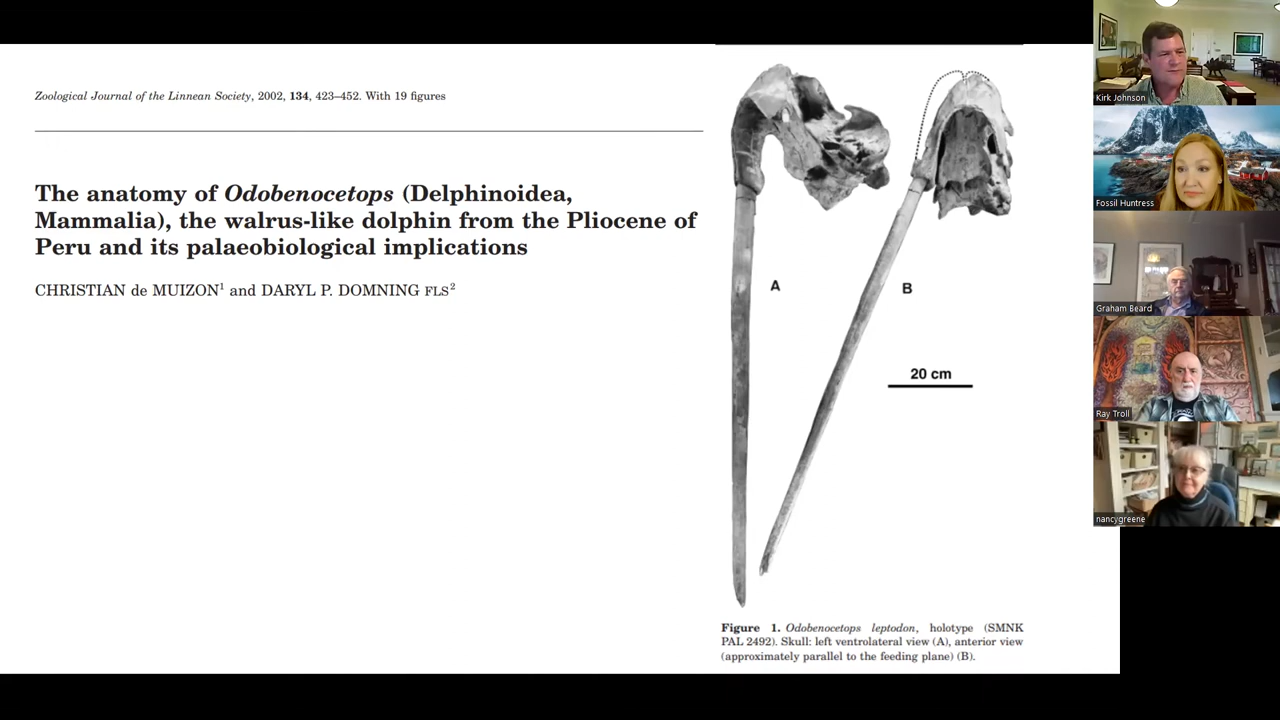 Zoological Journal of the Linnean Society, 2002, 134, 423–452. With 19 figures
The anatomy of Odobenocetops (Delphinoidea,
Mammalia), the walrus-like dolphin from the Pliocene of
Peru and its palaeobiological implications
CHRISTIAN de MUIZON¹ and DARYL P. DOMNING FLS²
A
B
20 cm
Figure 1. Odobenocetops leptodon, holotype (SMNK
PAL 2492). Skull: left ventrolateral view (A), anterior view
(approximately parallel to the feeding plane) (B).
Kirk Johnson
Fossil Huntress
Graham Beard
Ray Troll
nancygreene